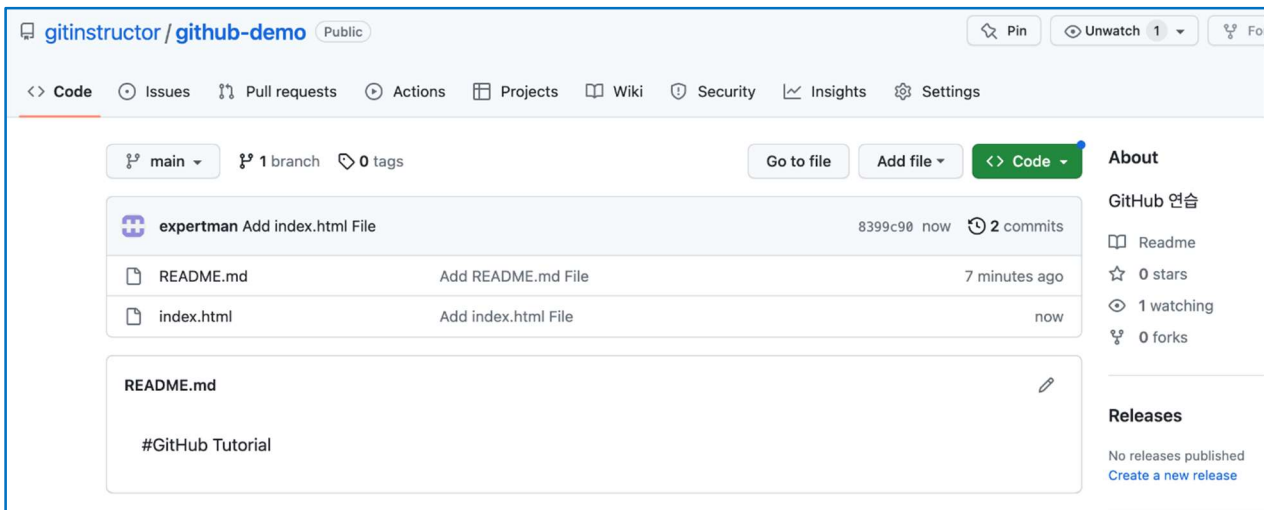 gitinstructor / github-demo Public
Pin
Unwatch 1
Fo
Code
Issues
Pull requests
Actions
Projects
Wiki
Security
Insights
Settings
main
1 branch
0 tags
Go to file
Add file
Code
expertman Add index.html File
8399c90 now
2 commits
README.md Add README.md File 7 minutes ago
index.html Add index.html File now
README.md
#GitHub Tutorial
About
GitHub 연습
Readme
0 stars
1 watching
0 forks
Releases
No releases published
Create a new release